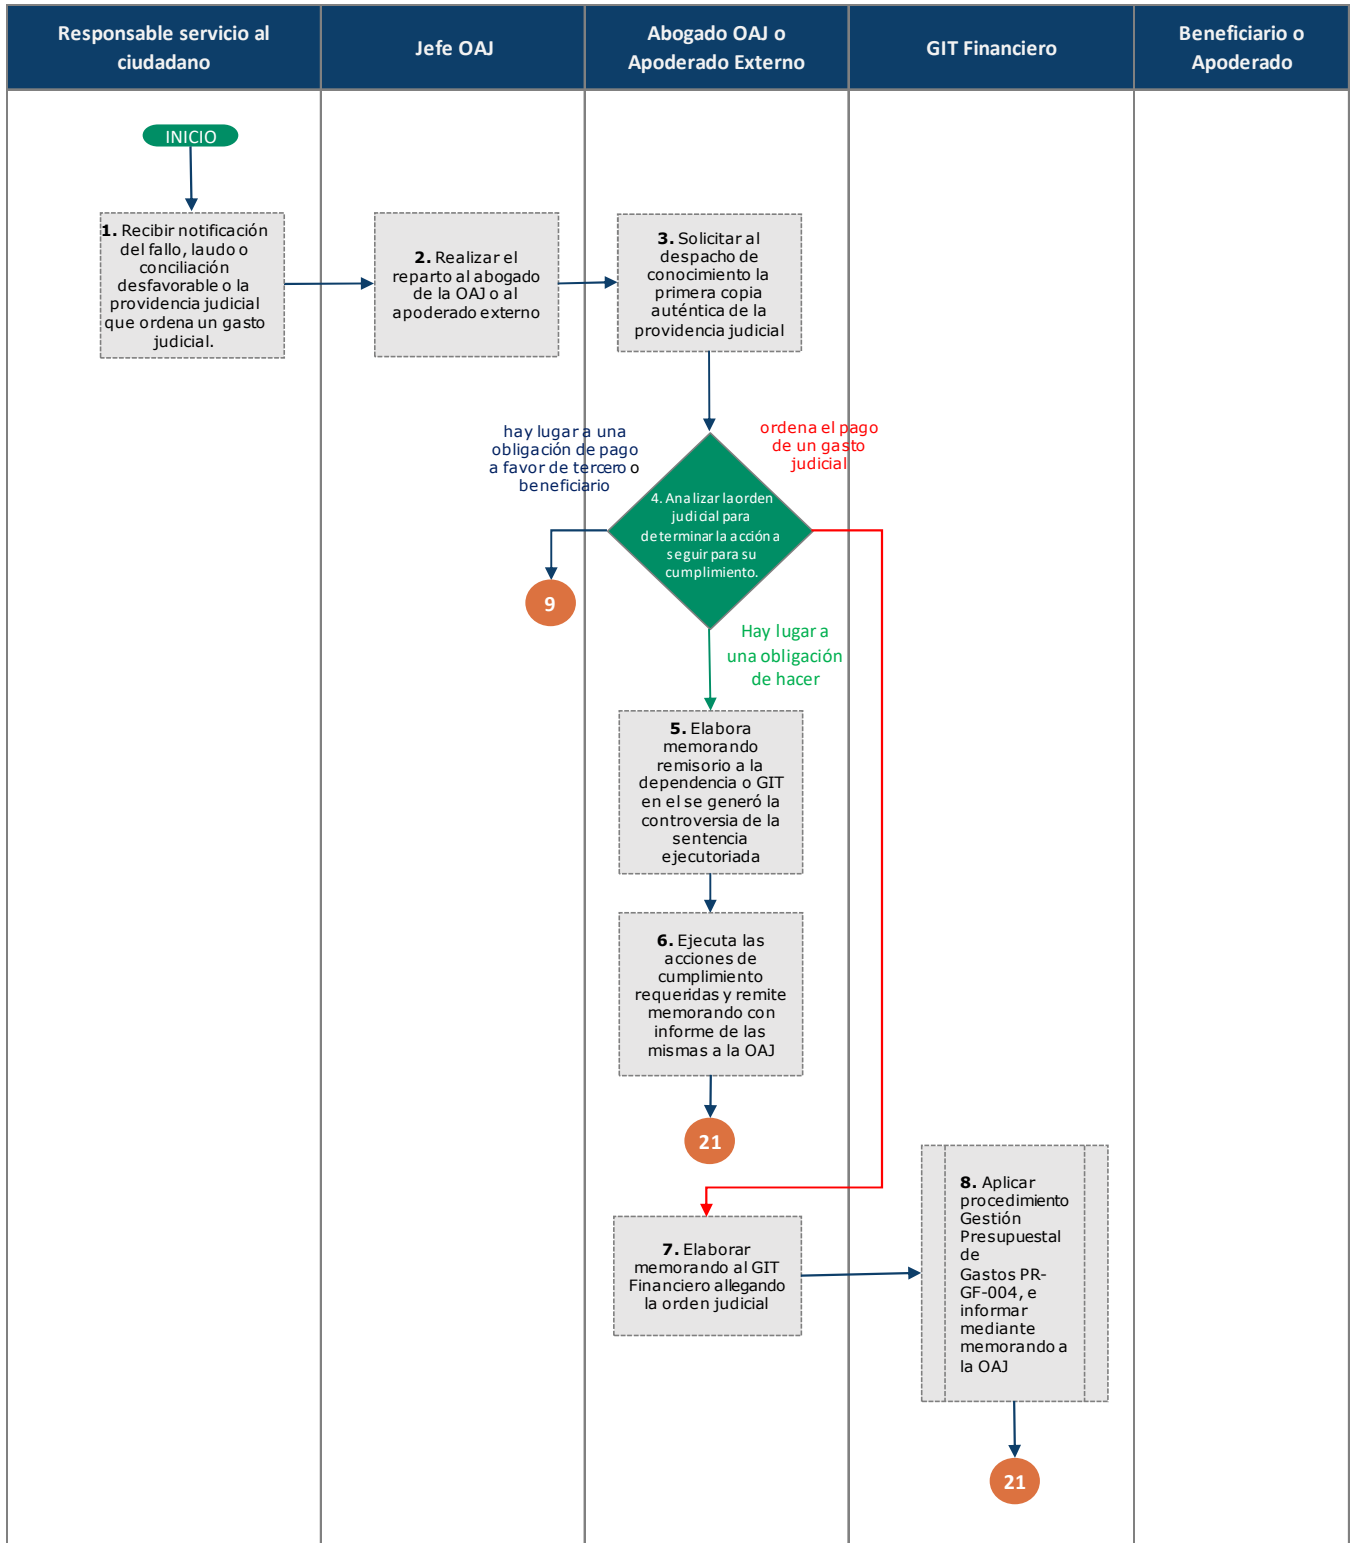 Responsable servicio al
ciudadano
Jefe OAJ
Abogado OAJ o
Apoderado Externo
GIT Financiero
Beneficiario o
Apoderado
INICIO
1. Recibir notificación
del fallo, laudo o
conciliación
desfavorable o la
providencia judicial
que ordena un gasto
judicial.
2. Realizar el
reparto al abogado
de la OAJ o al
apoderado externo
3. Solicitar al
despacho de
conocimiento la
primera copia
auténtica de la
providencia judicial
hay lugar a una
obligación de pago
a favor de tercero o
beneficiario
ordena el pago
de un gasto
judicial
4. Analizar la orden
judicial para
determinar la acción a
seguir para su
cumplimiento.
9
Hay lugar a
una obligación
de hacer
5. Elabora
memorando
remisorio a la
dependencia o GIT
en el se generó la
controversia de la
sentencia
ejecutoriada
6. Ejecuta las
acciones de
cumplimiento
requeridas y remite
memorando con
informe de las
mismas a la OAJ
21
7. Elaborar
memorando al GIT
Financiero allegando
la orden judicial
8. Aplicar
procedimiento
Gestión
Presupuestal
de
Gastos PR-
GF-004, e
informar
mediante
memorando a
la OAJ
21